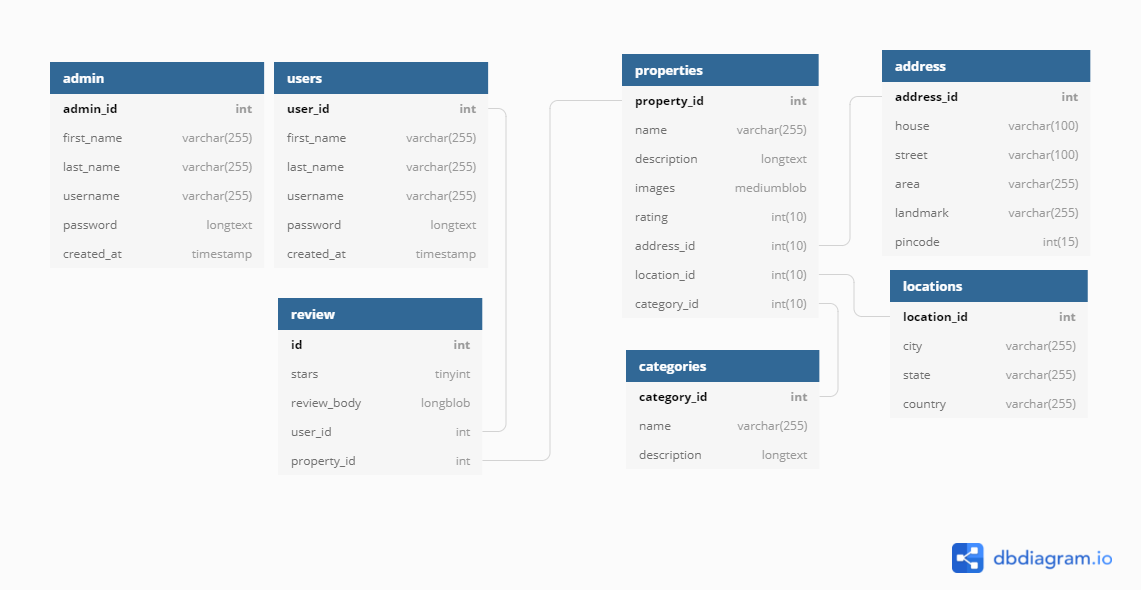 admin
admin_id int
first_name varchar(255)
last_name varchar(255)
username varchar(255)
password longtext
created_at timestamp
users
user_id int
first_name varchar(255)
last_name varchar(255)
username varchar(255)
password longtext
created_at timestamp
review
id int
stars tinyint
review_body longblob
user_id int
property_id int
properties
property_id int
name varchar(255)
description longtext
images mediumblob
rating int(10)
address_id int(10)
location_id int(10)
category_id int(10)
categories
category_id int
name varchar(255)
description longtext
address
address_id int
house varchar(100)
street varchar(100)
area varchar(255)
landmark varchar(255)
pincode int(15)
locations
location_id int
city varchar(255)
state varchar(255)
country varchar(255)
dbdiagram.io